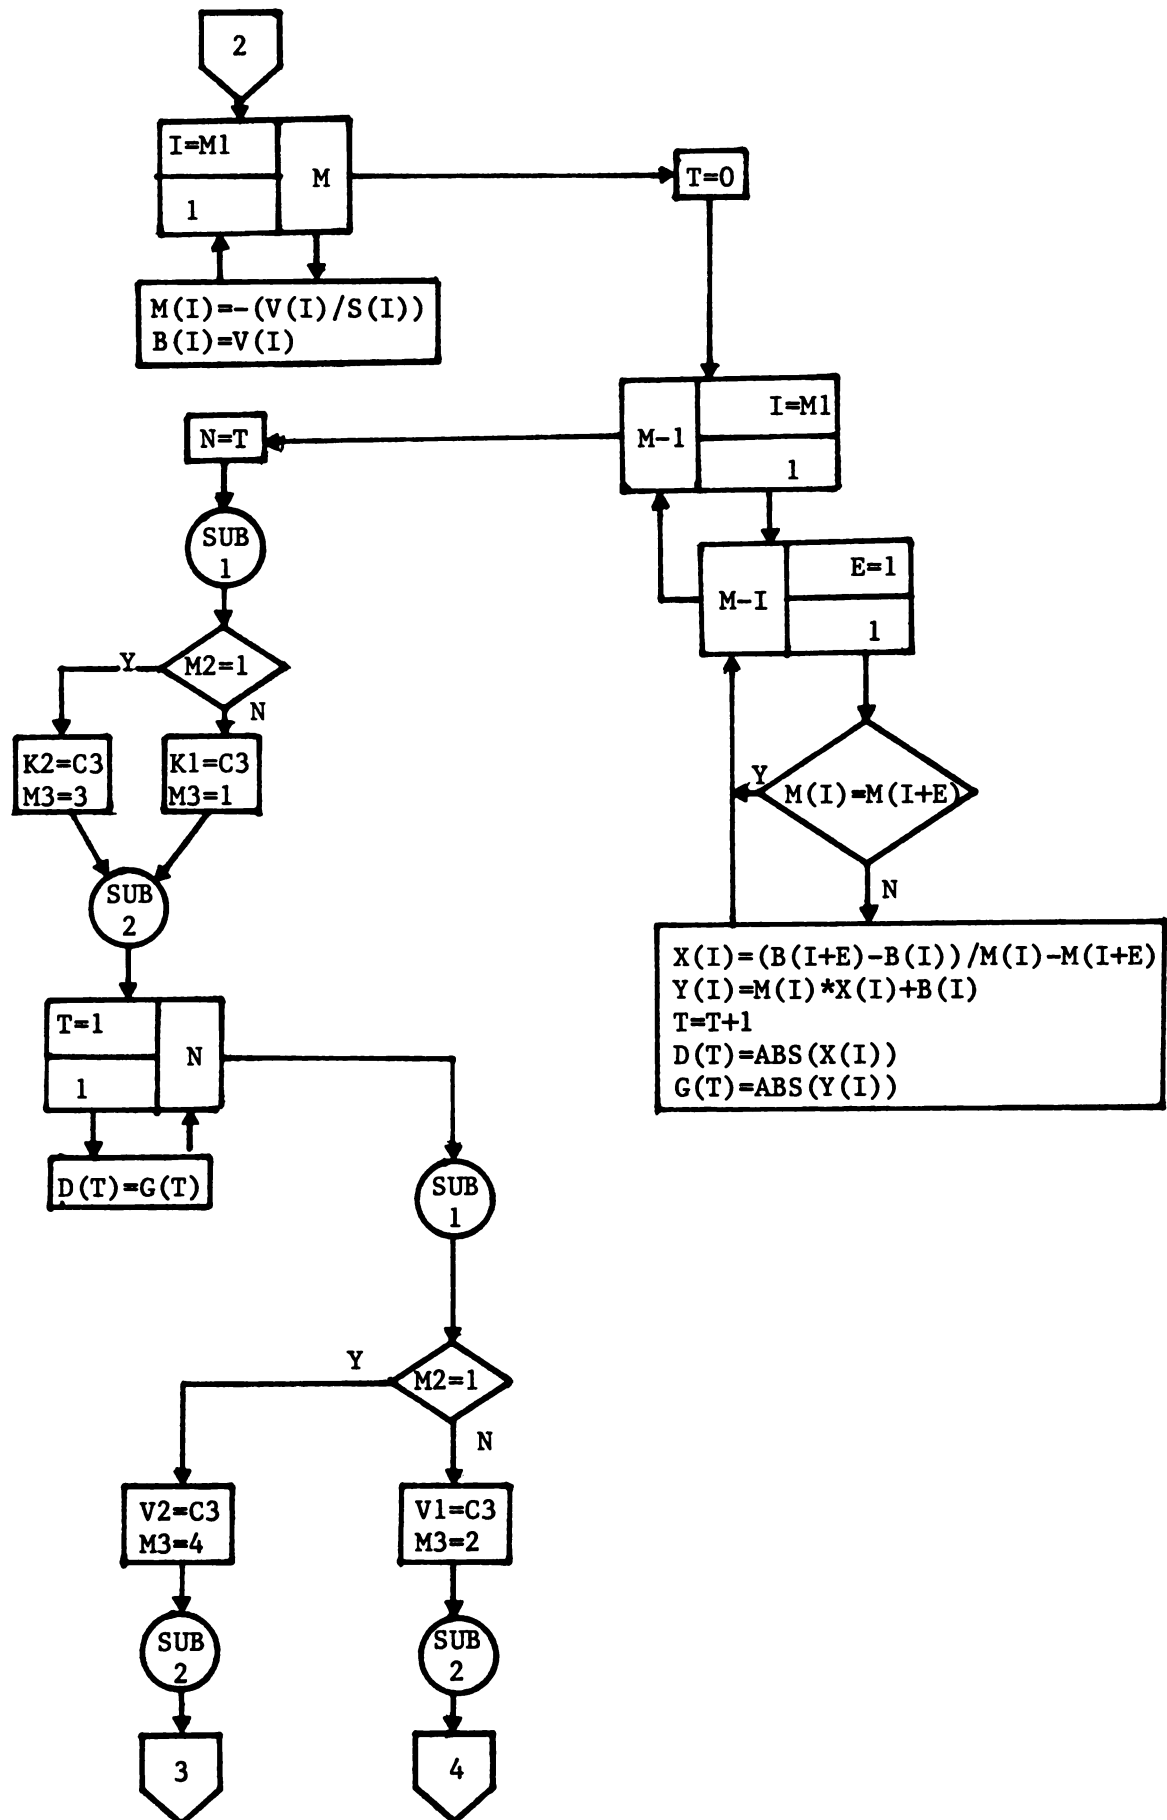 2
I=M1
M
1
T=0
M(I)=-(V(I)/S(I))
B(I)=V(I)
I=M1
M-1
1
N=T
SUB
1
E=1
M-I
1
Y
M2=1
N
K2=C3
M3=3
K1=C3
M3=1
Y
M(I)=M(I+E)
N
SUB
2
X(I)=(B(I+E)-B(I))/M(I)-M(I+E)
Y(I)=M(I)*X(I)+B(I)
T=T+1
D(T)=ABS(X(I))
G(T)=ABS(Y(I))
T=1
N
1
D(T)=G(T)
SUB
1
Y
M2=1
N
V2=C3
M3=4
V1=C3
M3=2
SUB
2
SUB
2
3
4